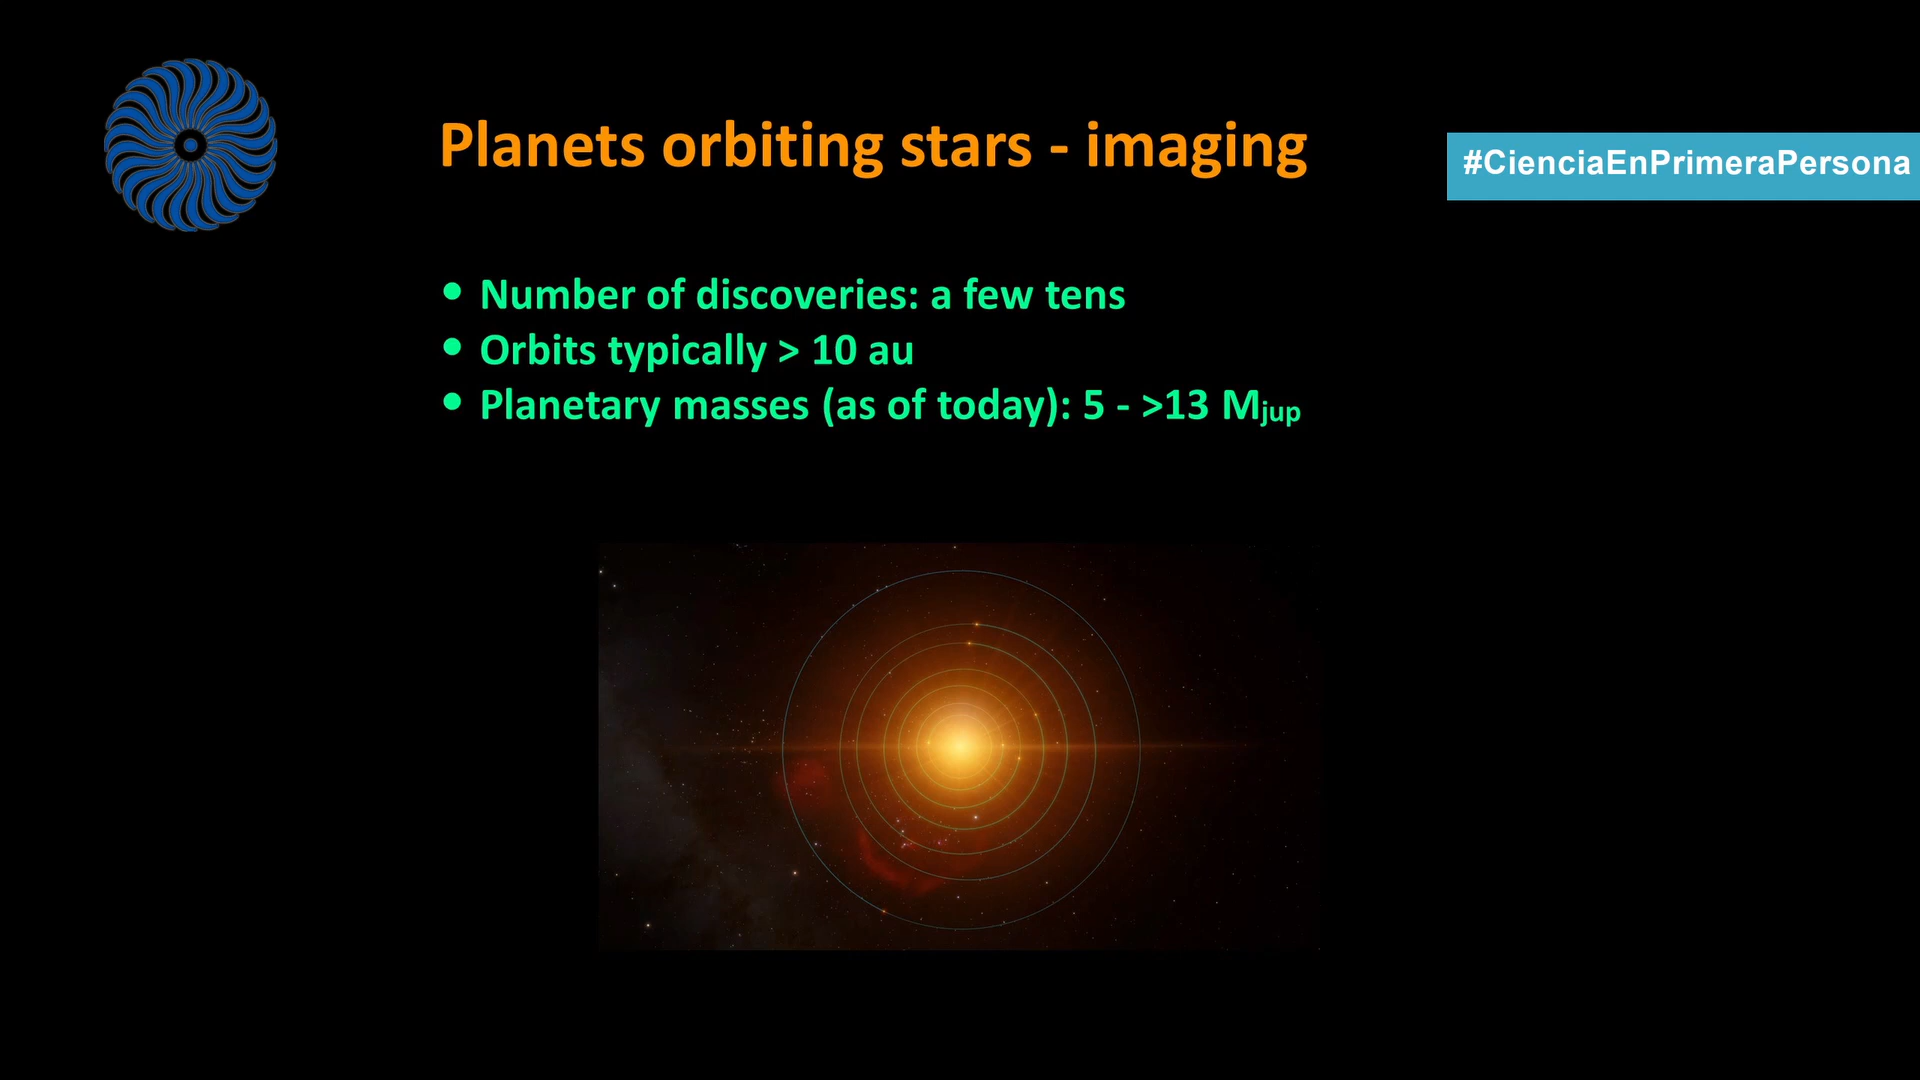 Planets orbiting stars - imaging
#CienciaEnPrimeraPersona
• Number of discoveries: a few tens
• Orbits typically > 10 au
• Planetary masses (as of today): 5 - >13 Mjup